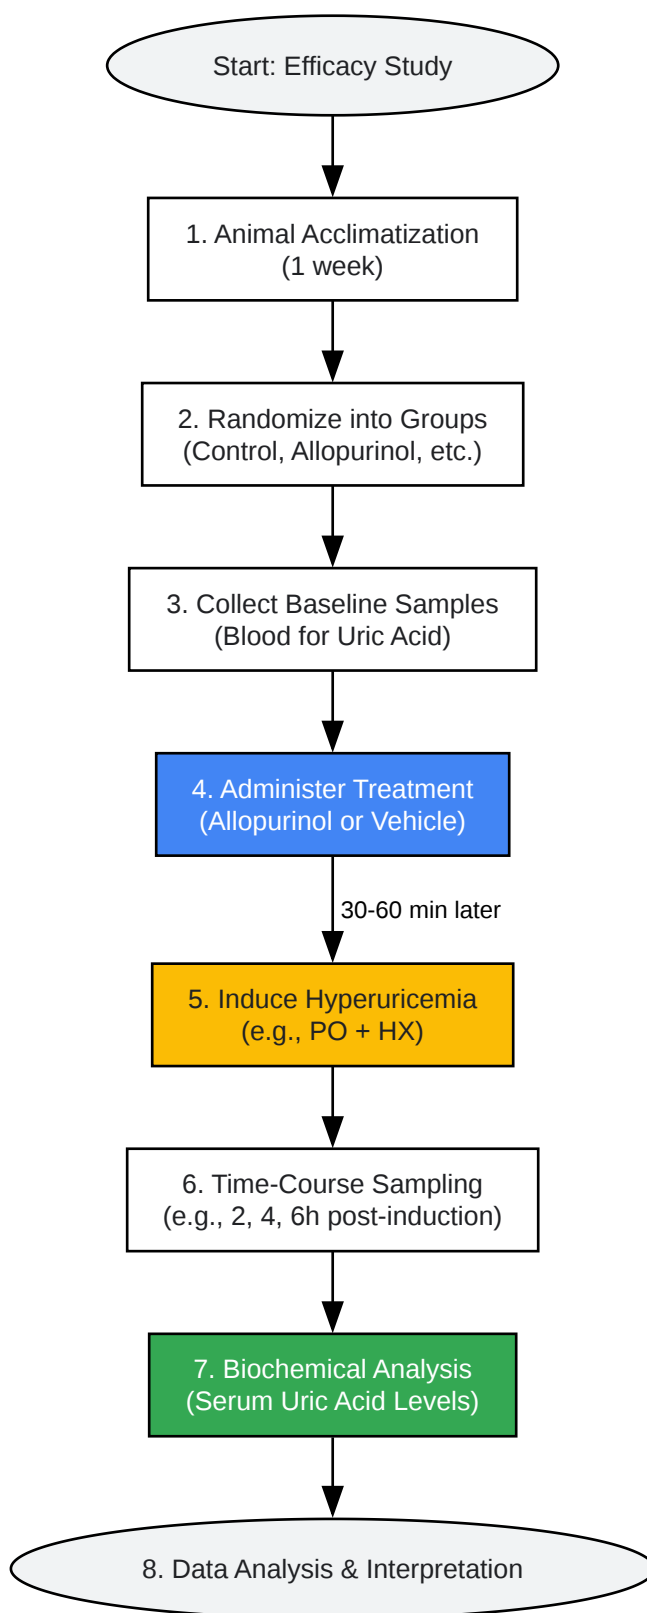 Start: Efficacy Study
1. Animal Acclimatization
(1 week)
2. Randomize into Groups
(Control, Allopurinol, etc.)
3. Collect Baseline Samples
(Blood for Uric Acid)
4. Administer Treatment
(Allopurinol or Vehicle)
30-60 min later
5. Induce Hyperuricemia
(e.g., PO + HX)
6. Time-Course Sampling
(e.g., 2, 4, 6h post-induction)
7. Biochemical Analysis
(Serum Uric Acid Levels)
8. Data Analysis & Interpretation